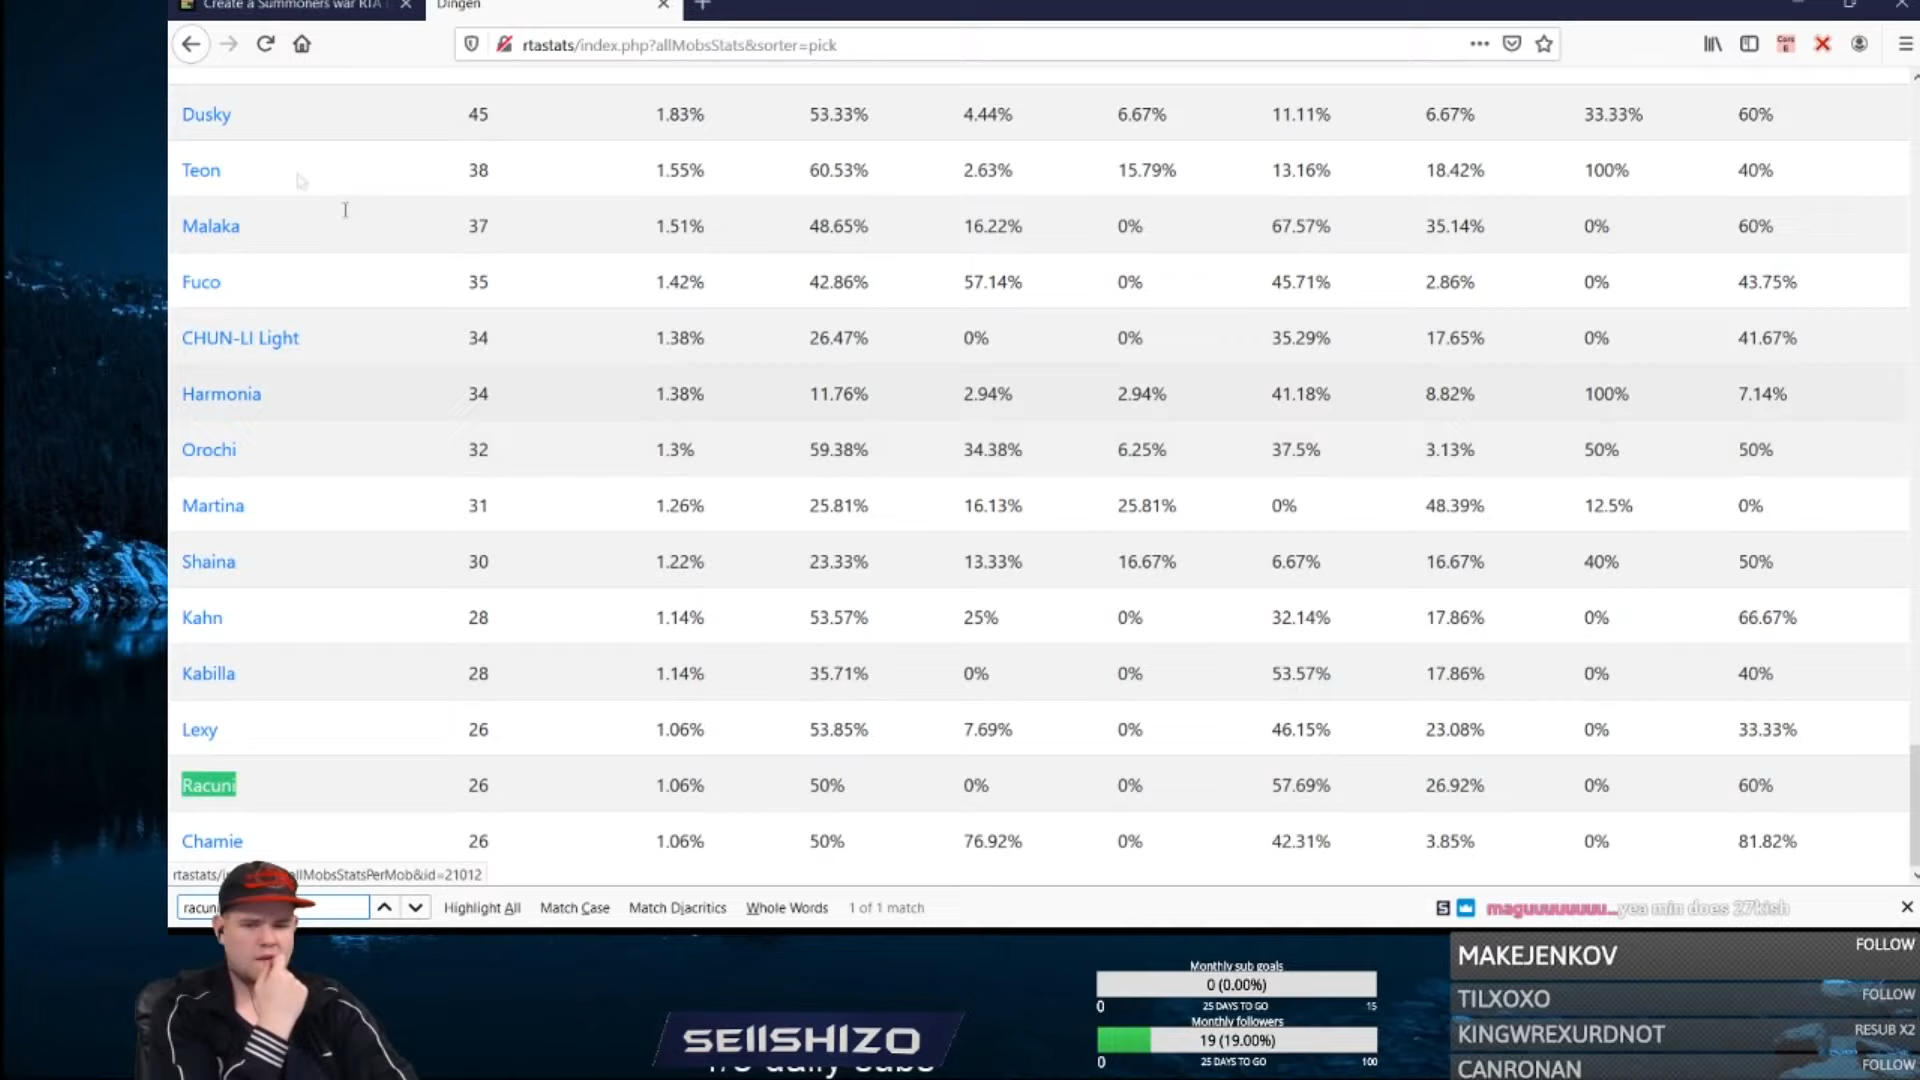 Create a Summoners war RTA
Dingen
rtastats/index.php?allMobsStats&sorter=pick
Dusky 45 1.83% 53.33% 4.44% 6.67% 11.11% 6.67% 33.33% 60%
Teon 38 1.55% 60.53% 2.63% 15.79% 13.16% 18.42% 100% 40%
Malaka 37 1.51% 48.65% 16.22% 0% 67.57% 35.14% 0% 60%
Fuco 35 1.42% 42.86% 57.14% 0% 45.71% 2.86% 0% 43.75%
CHUN-LI Light 34 1.38% 26.47% 0% 0% 35.29% 17.65% 0% 41.67%
Harmonia 34 1.38% 11.76% 2.94% 2.94% 41.18% 8.82% 100% 7.14%
Orochi 32 1.3% 59.38% 34.38% 6.25% 37.5% 3.13% 50% 50%
Martina 31 1.26% 25.81% 16.13% 25.81% 0% 48.39% 12.5% 0%
Shaina 30 1.22% 23.33% 13.33% 16.67% 6.67% 16.67% 40% 50%
Kahn 28 1.14% 53.57% 25% 0% 32.14% 17.86% 0% 66.67%
Kabilla 28 1.14% 35.71% 0% 0% 53.57% 17.86% 0% 40%
Lexy 26 1.06% 53.85% 7.69% 0% 46.15% 23.08% 0% 33.33%
Racuni 26 1.06% 50% 0% 0% 57.69% 26.92% 0% 60%
Chamie 26 1.06% 50% 76.92% 0% 42.31% 3.85% 0% 81.82%
rtastats/i llMobsStatsPerMob&id=21012
racuni Highlight All Match Case Match Diacritics Whole Words 1 of 1 match
maguuuuuuuu... yea min does 27kish
MAKEJENKOV FOLLOW
TILXOXO FOLLOW
KINGWREXURDNOT RESUB X2
CANRONAN FOLLOW
Monthly sub goals
0 (0.00%)
0 25 DAYS TO GO 15
Monthly followers
19 (19.00%)
0 25 DAYS TO GO 100
SEIISHIZO